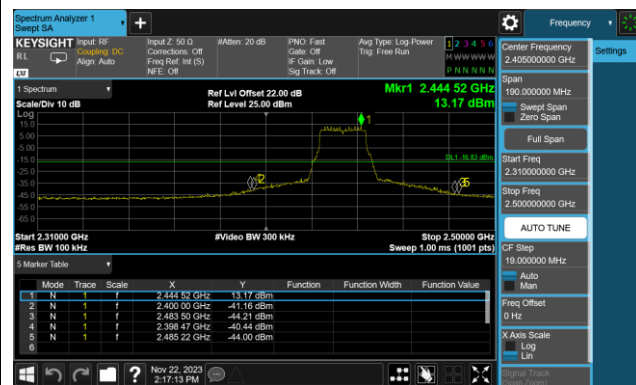 Spectrum Analyzer 1
Swept SA
Frequency
KEYSIGHT
RL
LXI
Input: RF
Coupling: DC
Align: Auto
Input Z: 50 Ω
Corrections: Off
Freq Ref: Int (S)
NFE: Off
#Atten: 20 dB
PNO: Fast
Gate: Off
IF Gain: Low
Sig Track: Off
Avg Type: Log-Power
Trig: Free Run
1 2 3 4 5 6
M W W W W W
P N N N N N
1 Spectrum
Scale/Div 10 dB
Log
Ref Lvl Offset 22.00 dB
Ref Level 25.00 dBm
Mkr1 2.444 52 GHz
13.17 dBm
15.0
5.00
-5.00
-15.0
-25.0
-35.0
-45.0
-55.0
-65.0
1
DL1 -16.83 dBm
Start 2.31000 GHz
#Res BW 100 kHz
#Video BW 300 kHz
Stop 2.50000 GHz
Sweep 1.00 ms (1001 pts)
5 Marker Table
Mode Trace Scale X Y Function Function Width Function Value
1 N 1 f 2.444 52 GHz 13.17 dBm
2 N 1 f 2.400 00 GHz -41.16 dBm
3 N 1 f 2.483 50 GHz -44.21 dBm
4 N 1 f 2.398 47 GHz -40.44 dBm
5 N 1 f 2.485 22 GHz -44.00 dBm
6
Nov 22, 2023
2:17:13 PM
Center Frequency
2.405000000 GHz
Span
190.000000 MHz
Swept Span
Zero Span
Full Span
Start Freq
2.310000000 GHz
Stop Freq
2.500000000 GHz
AUTO TUNE
CF Step
19.000000 MHz
Auto
Man
Freq Offset
0 Hz
X Axis Scale
Log
Lin
Signal Track
(Span Zoom)
Settings